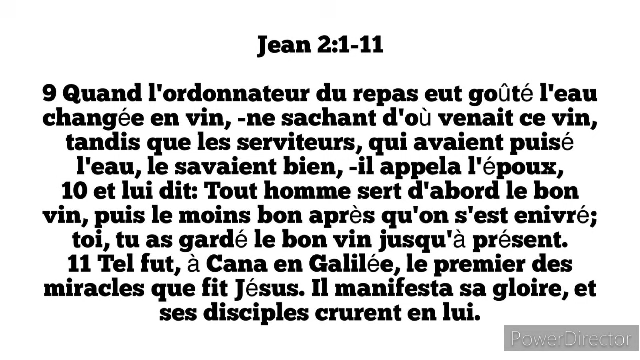 Jean 2:1-11
9 Quand l'ordonnateur du repas eut goûté l'eau
changée en vin, -ne sachant d'où venait ce vin,
tandis que les serviteurs, qui avaient puisé
l'eau, le savaient bien, -il appela l'époux,
10 et lui dit: Tout homme sert d'abord le bon
vin, puis le moins bon après qu'on s'est enivré;
toi, tu as gardé le bon vin jusqu'à présent.
11 Tel fut, à Cana en Galilée, le premier des
miracles que fit Jésus. Il manifesta sa gloire, et
ses disciples crurent en lui.
PowerDirector